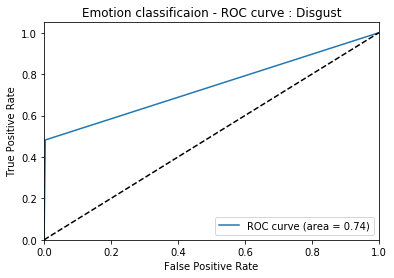 Emotion classificaion - ROC curve : Disgust
True Positive Rate
1.0
0.8
0.6
0.4
0.2
0.0
ROC curve (area = 0.74)
0.0 0.2 0.4 0.6 0.8 1.0
False Positive Rate